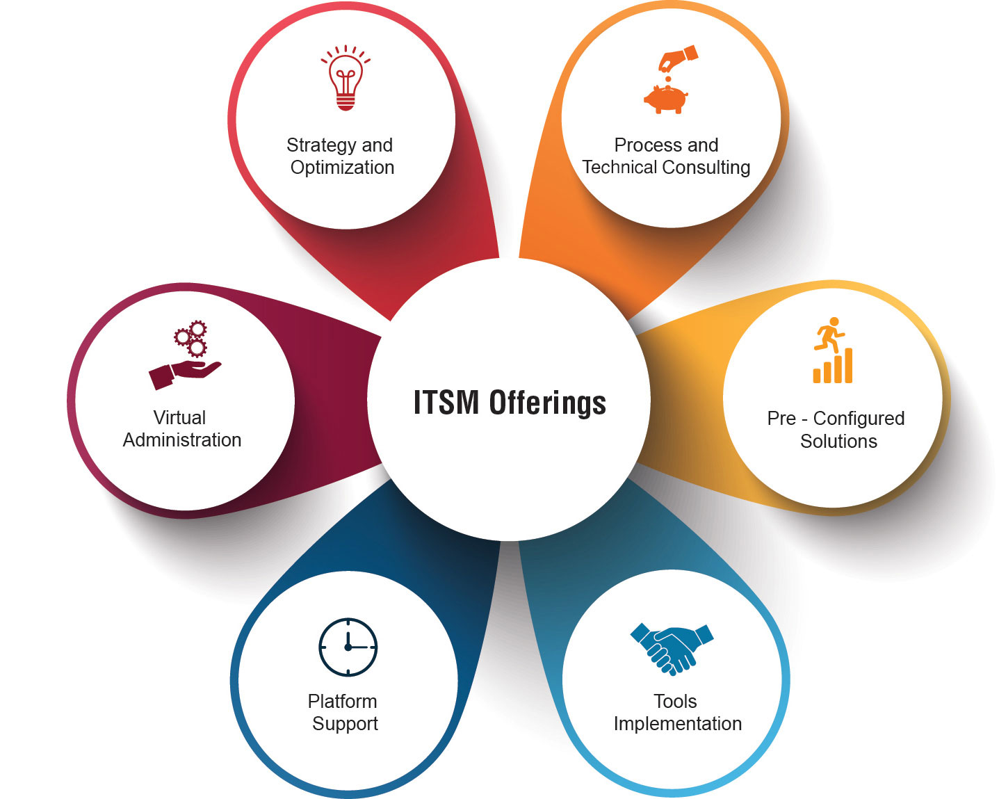 Strategy and
Optimization
Process and
Technical Consulting
Virtual
Administration
ITSM Offerings
Pre - Configured
Solutions
Platform
Support
Tools
Implementation